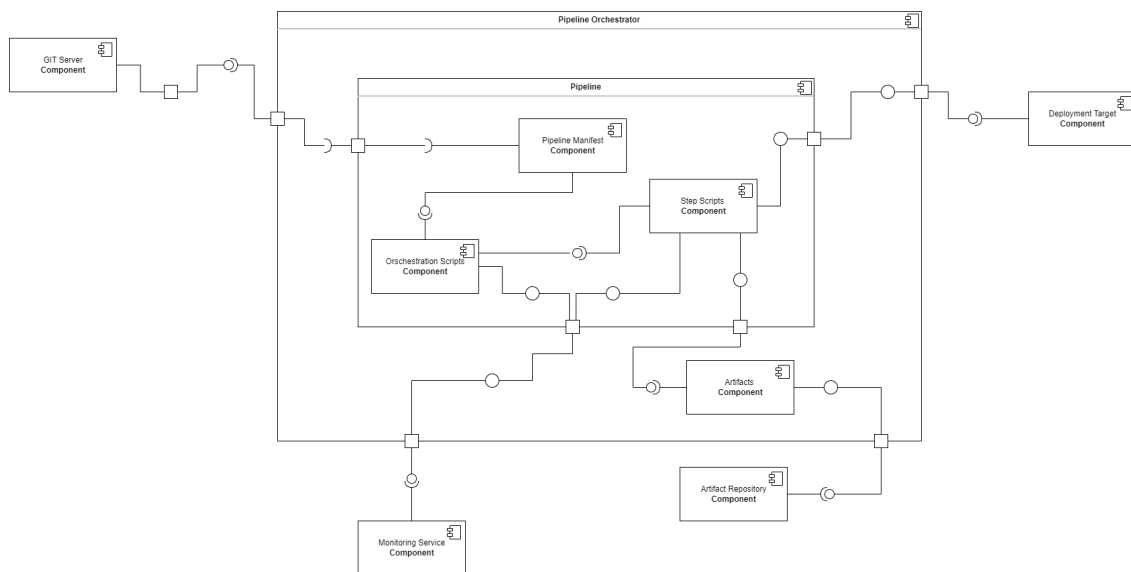 Pipeline Orchestrator
GIT Server
Component
Pipeline
Deployment Target
Component
Pipeline Manifest
Component
Step Scripts
Component
Orschestration Scripts
Component
Artifacts
Component
Artifact Repository
Component
Monitoring Service
Component